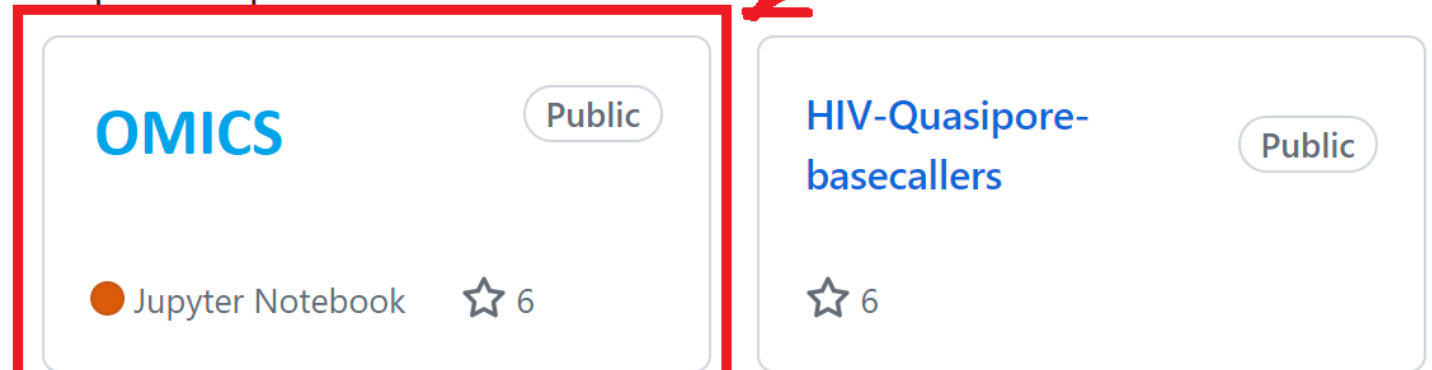 OMICS
Public
Jupyter Notebook 6
HIV-Quasipore-
basecallers
Public
6